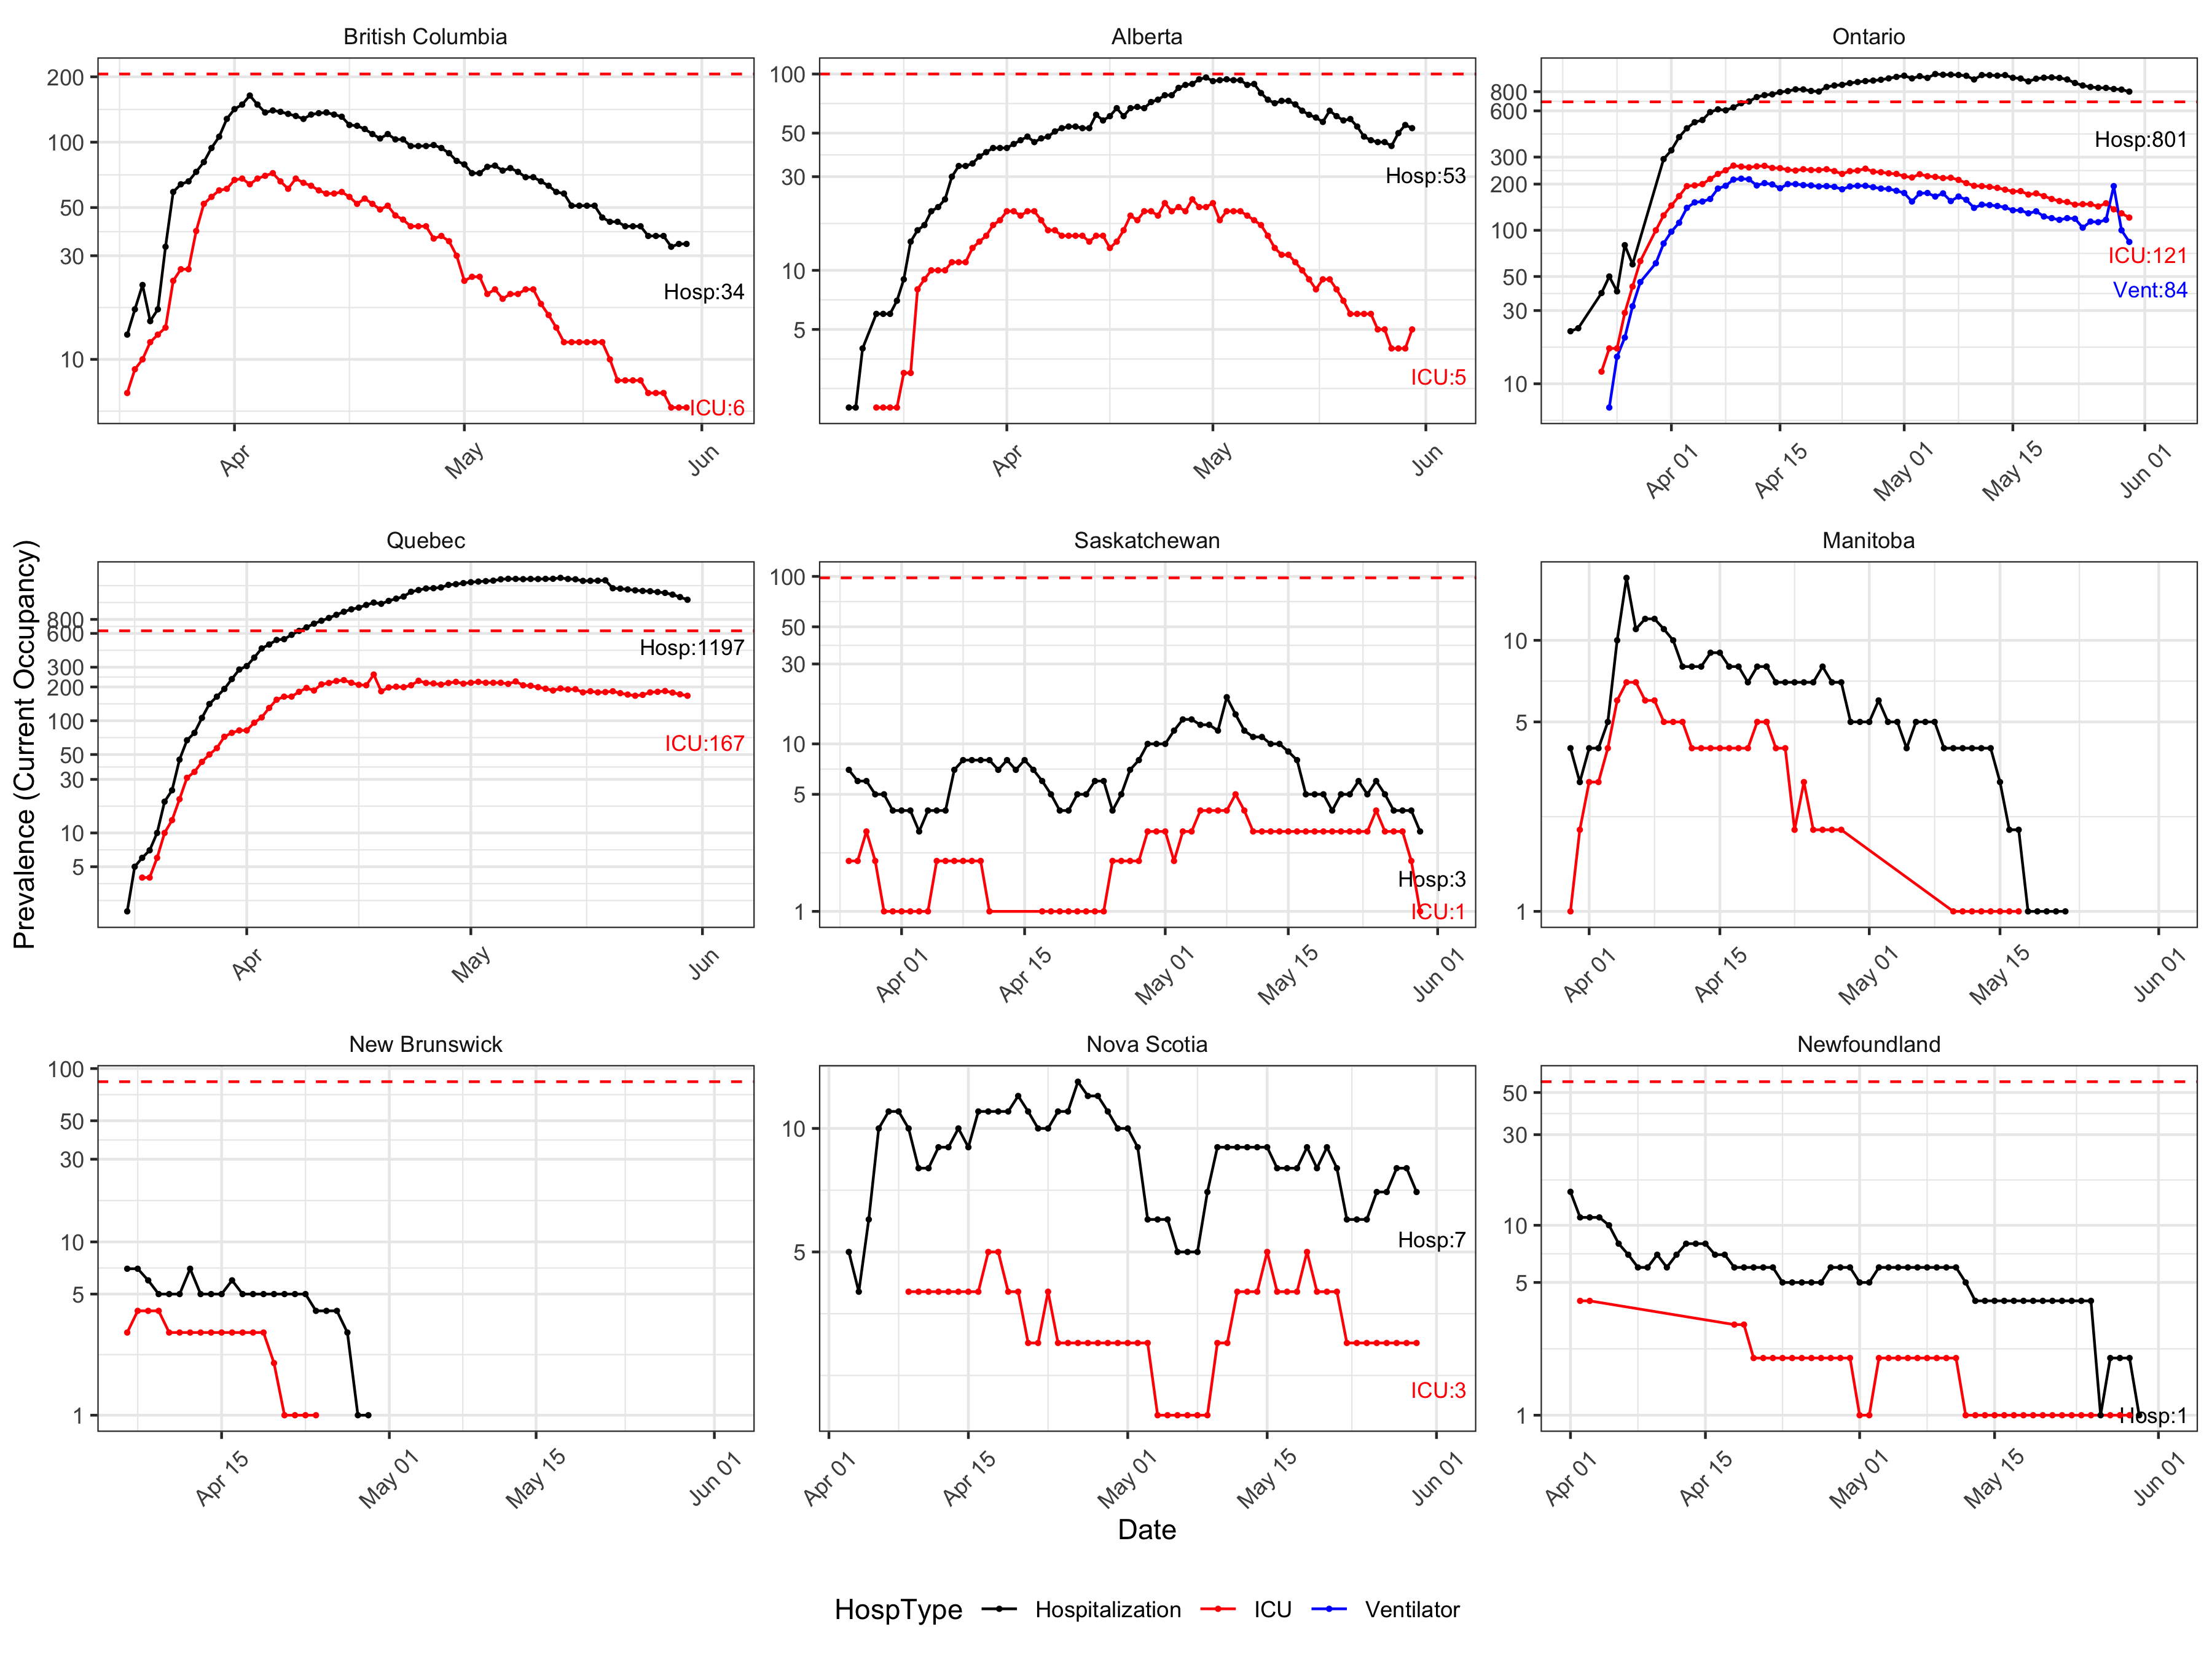 British Columbia
Alberta
Ontario
200
100
50
30
10
Hosp:34
ICU:6
Apr
May
Jun
100
50
30
10
5
Hosp:53
ICU:5
Apr
May
Jun
800
600
300
200
100
50
30
10
Hosp:801
ICU:121
Vent:84
Apr 01
Apr 15
May 01
May 15
Jun 01
Prevalence (Current Occupancy)
Quebec
Saskatchewan
Manitoba
800
600
300
200
100
50
30
10
5
Hosp:1197
ICU:167
Apr
May
Jun
100
50
30
10
5
1
Hosp:3
ICU:1
Apr 01
Apr 15
May 01
May 15
Jun 01
10
5
1
Apr 01
Apr 15
May 01
May 15
Jun 01
New Brunswick
Nova Scotia
Newfoundland
100
50
30
10
5
1
Apr 15
May 01
May 15
Jun 01
10
5
Hosp:7
ICU:3
Apr 01
Apr 15
May 01
May 15
Jun 01
50
30
10
5
1
Hosp:1
Apr 01
Apr 15
May 01
May 15
Jun 01
Date
HospType Hospitalization ICU Ventilator